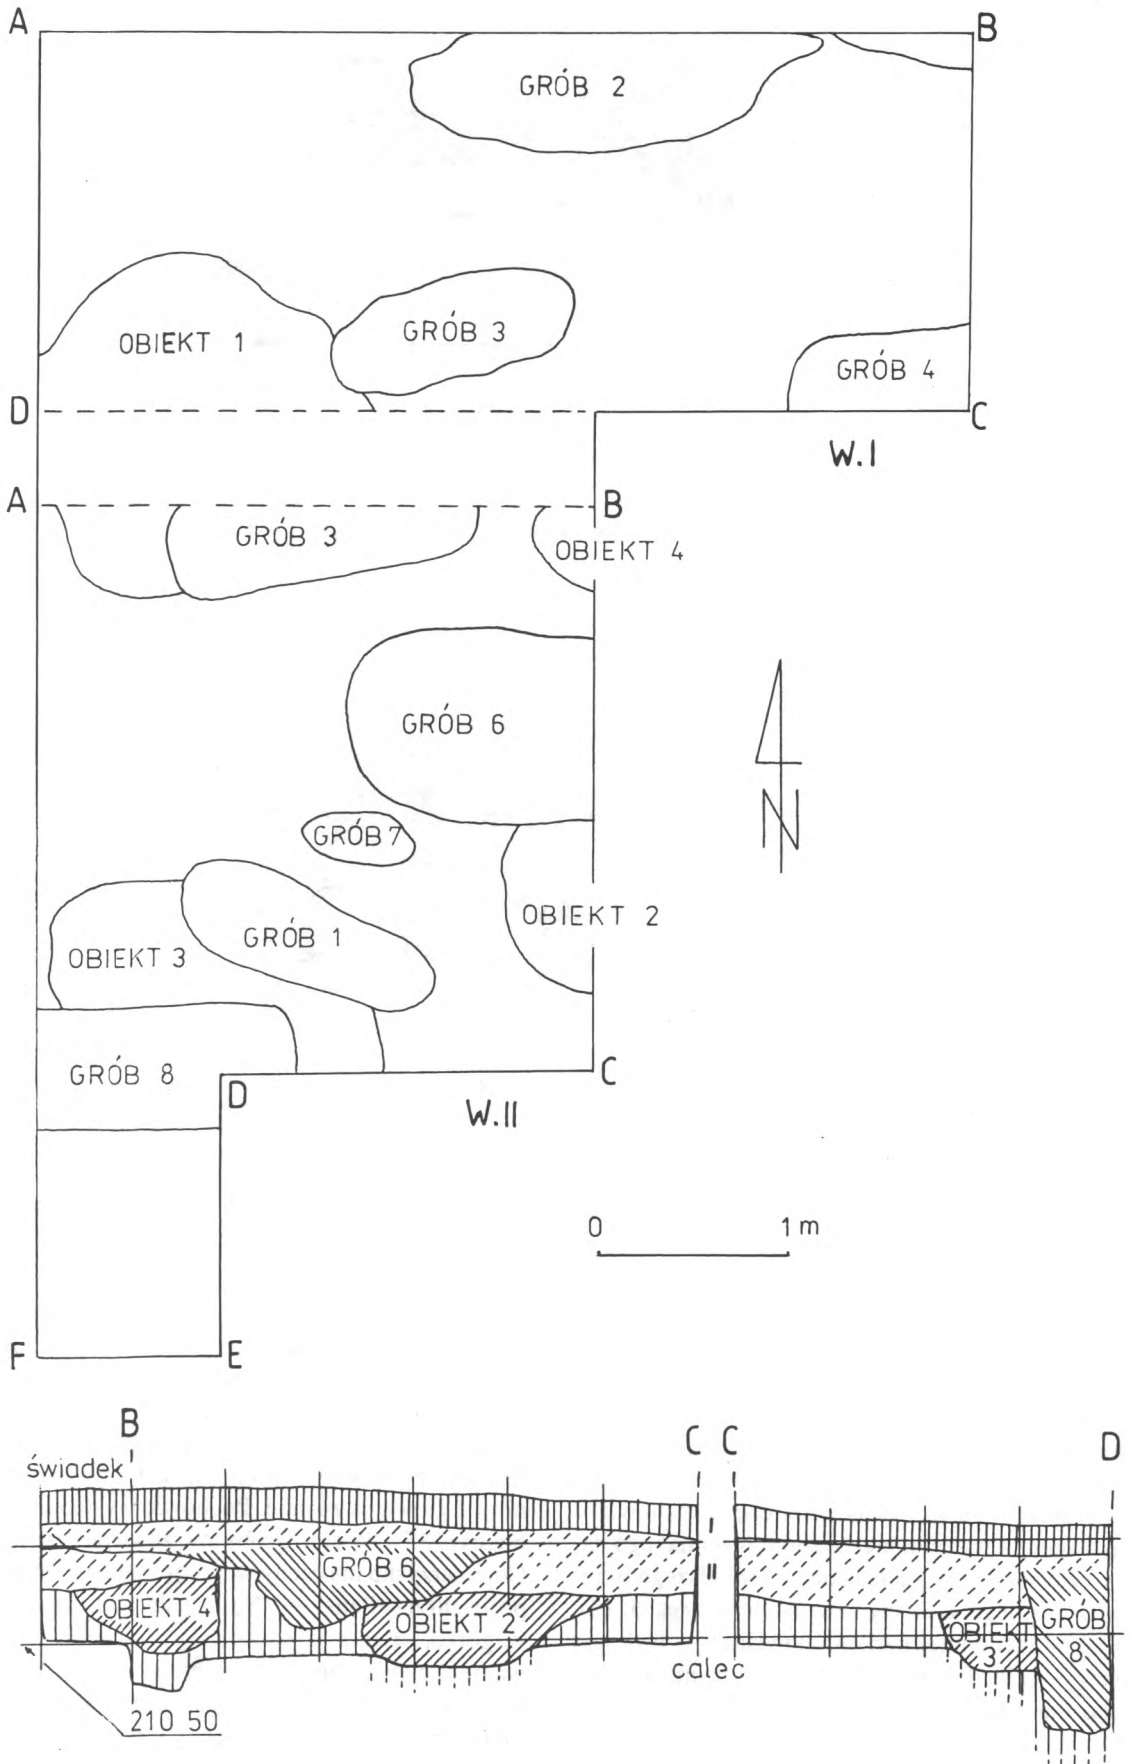 A
B
GRÓB 2
OBIEKT 1
GRÓB 3
GRÓB 4
D
C
W.I
A
B
GRÓB 3
OBIEKT 4
GRÓB 6
N
GRÓB 7
OBIEKT 3
GRÓB 1
OBIEKT 2
GRÓB 8
D
C
W.II
0 1 m
F
E
B
C C
D
świadek
I
GRÓB 6
II
OBIEKT 4
OBIEKT 2
OBIEKT
3
GRÓB
8
calec
210 50